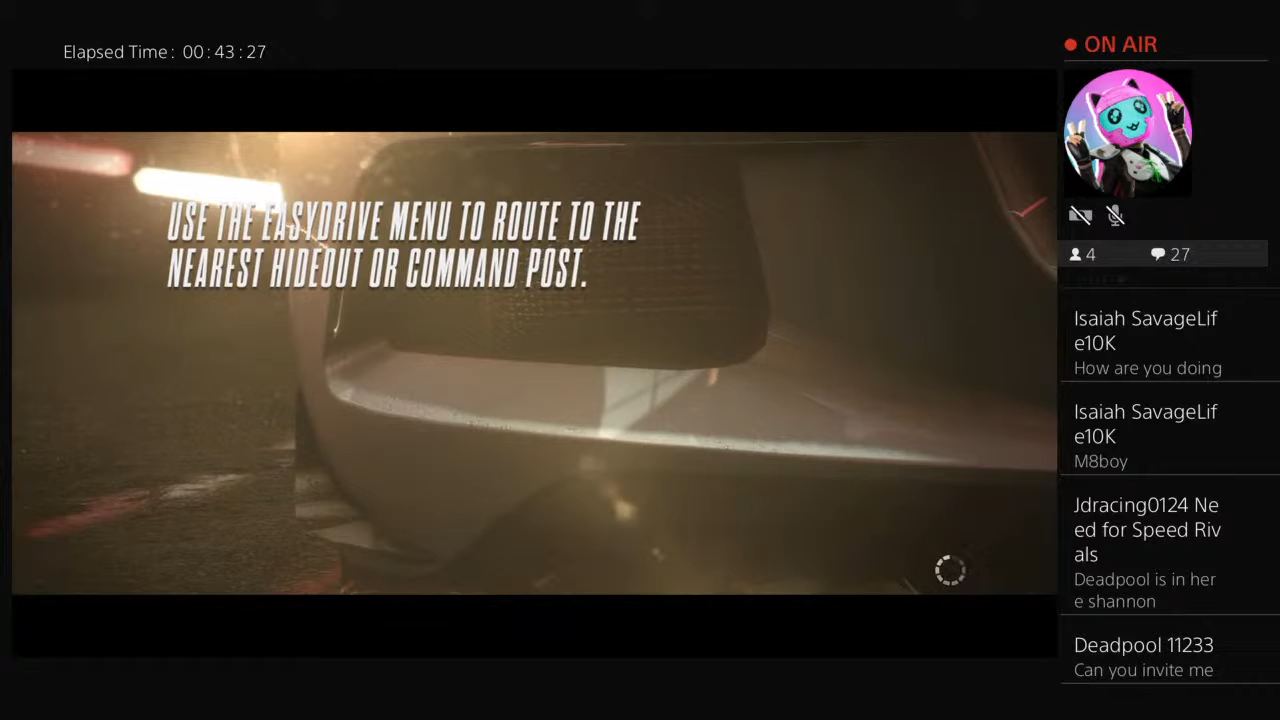 Elapsed Time: 00:43:27
ON AIR
USE THE EASYDRIVE MENU TO ROUTE TO THE
NEAREST HIDEOUT OR COMMAND POST.
4 27
Isaiah SavageLif
e10K
How are you doing
Isaiah SavageLif
e10K
M8boy
Jdracing0124 Ne
ed for Speed Riv
als
Deadpool is in her
e shannon
Deadpool 11233
Can you invite me